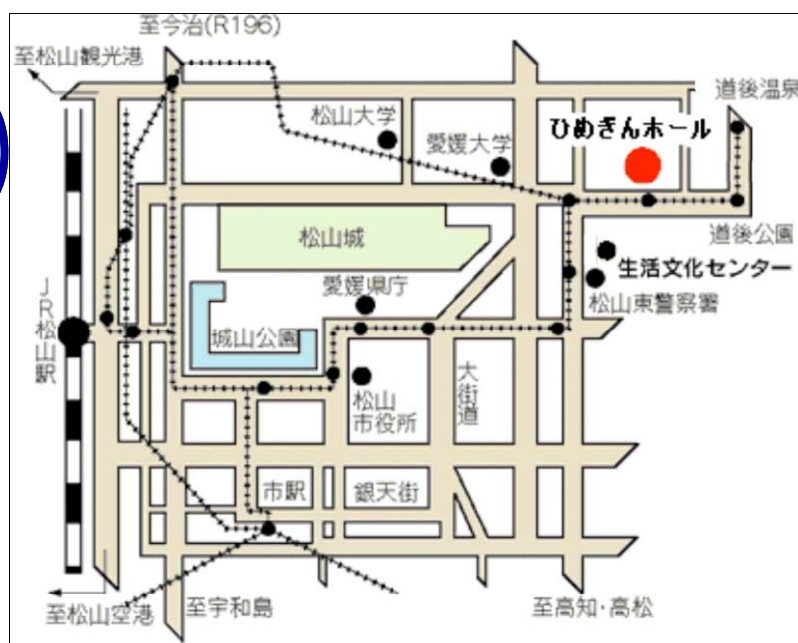 至今治(R196)
至松山観光港
道後温泉
松山大学
愛媛大学
ひめぎんホール
松山城
道後公園
生活文化センター
愛媛県庁
松山東警察署
JR松山駅
城山公園
大街道
松山
市役所
市駅
銀天街
至松山空港
至宇和島
至高知・高松